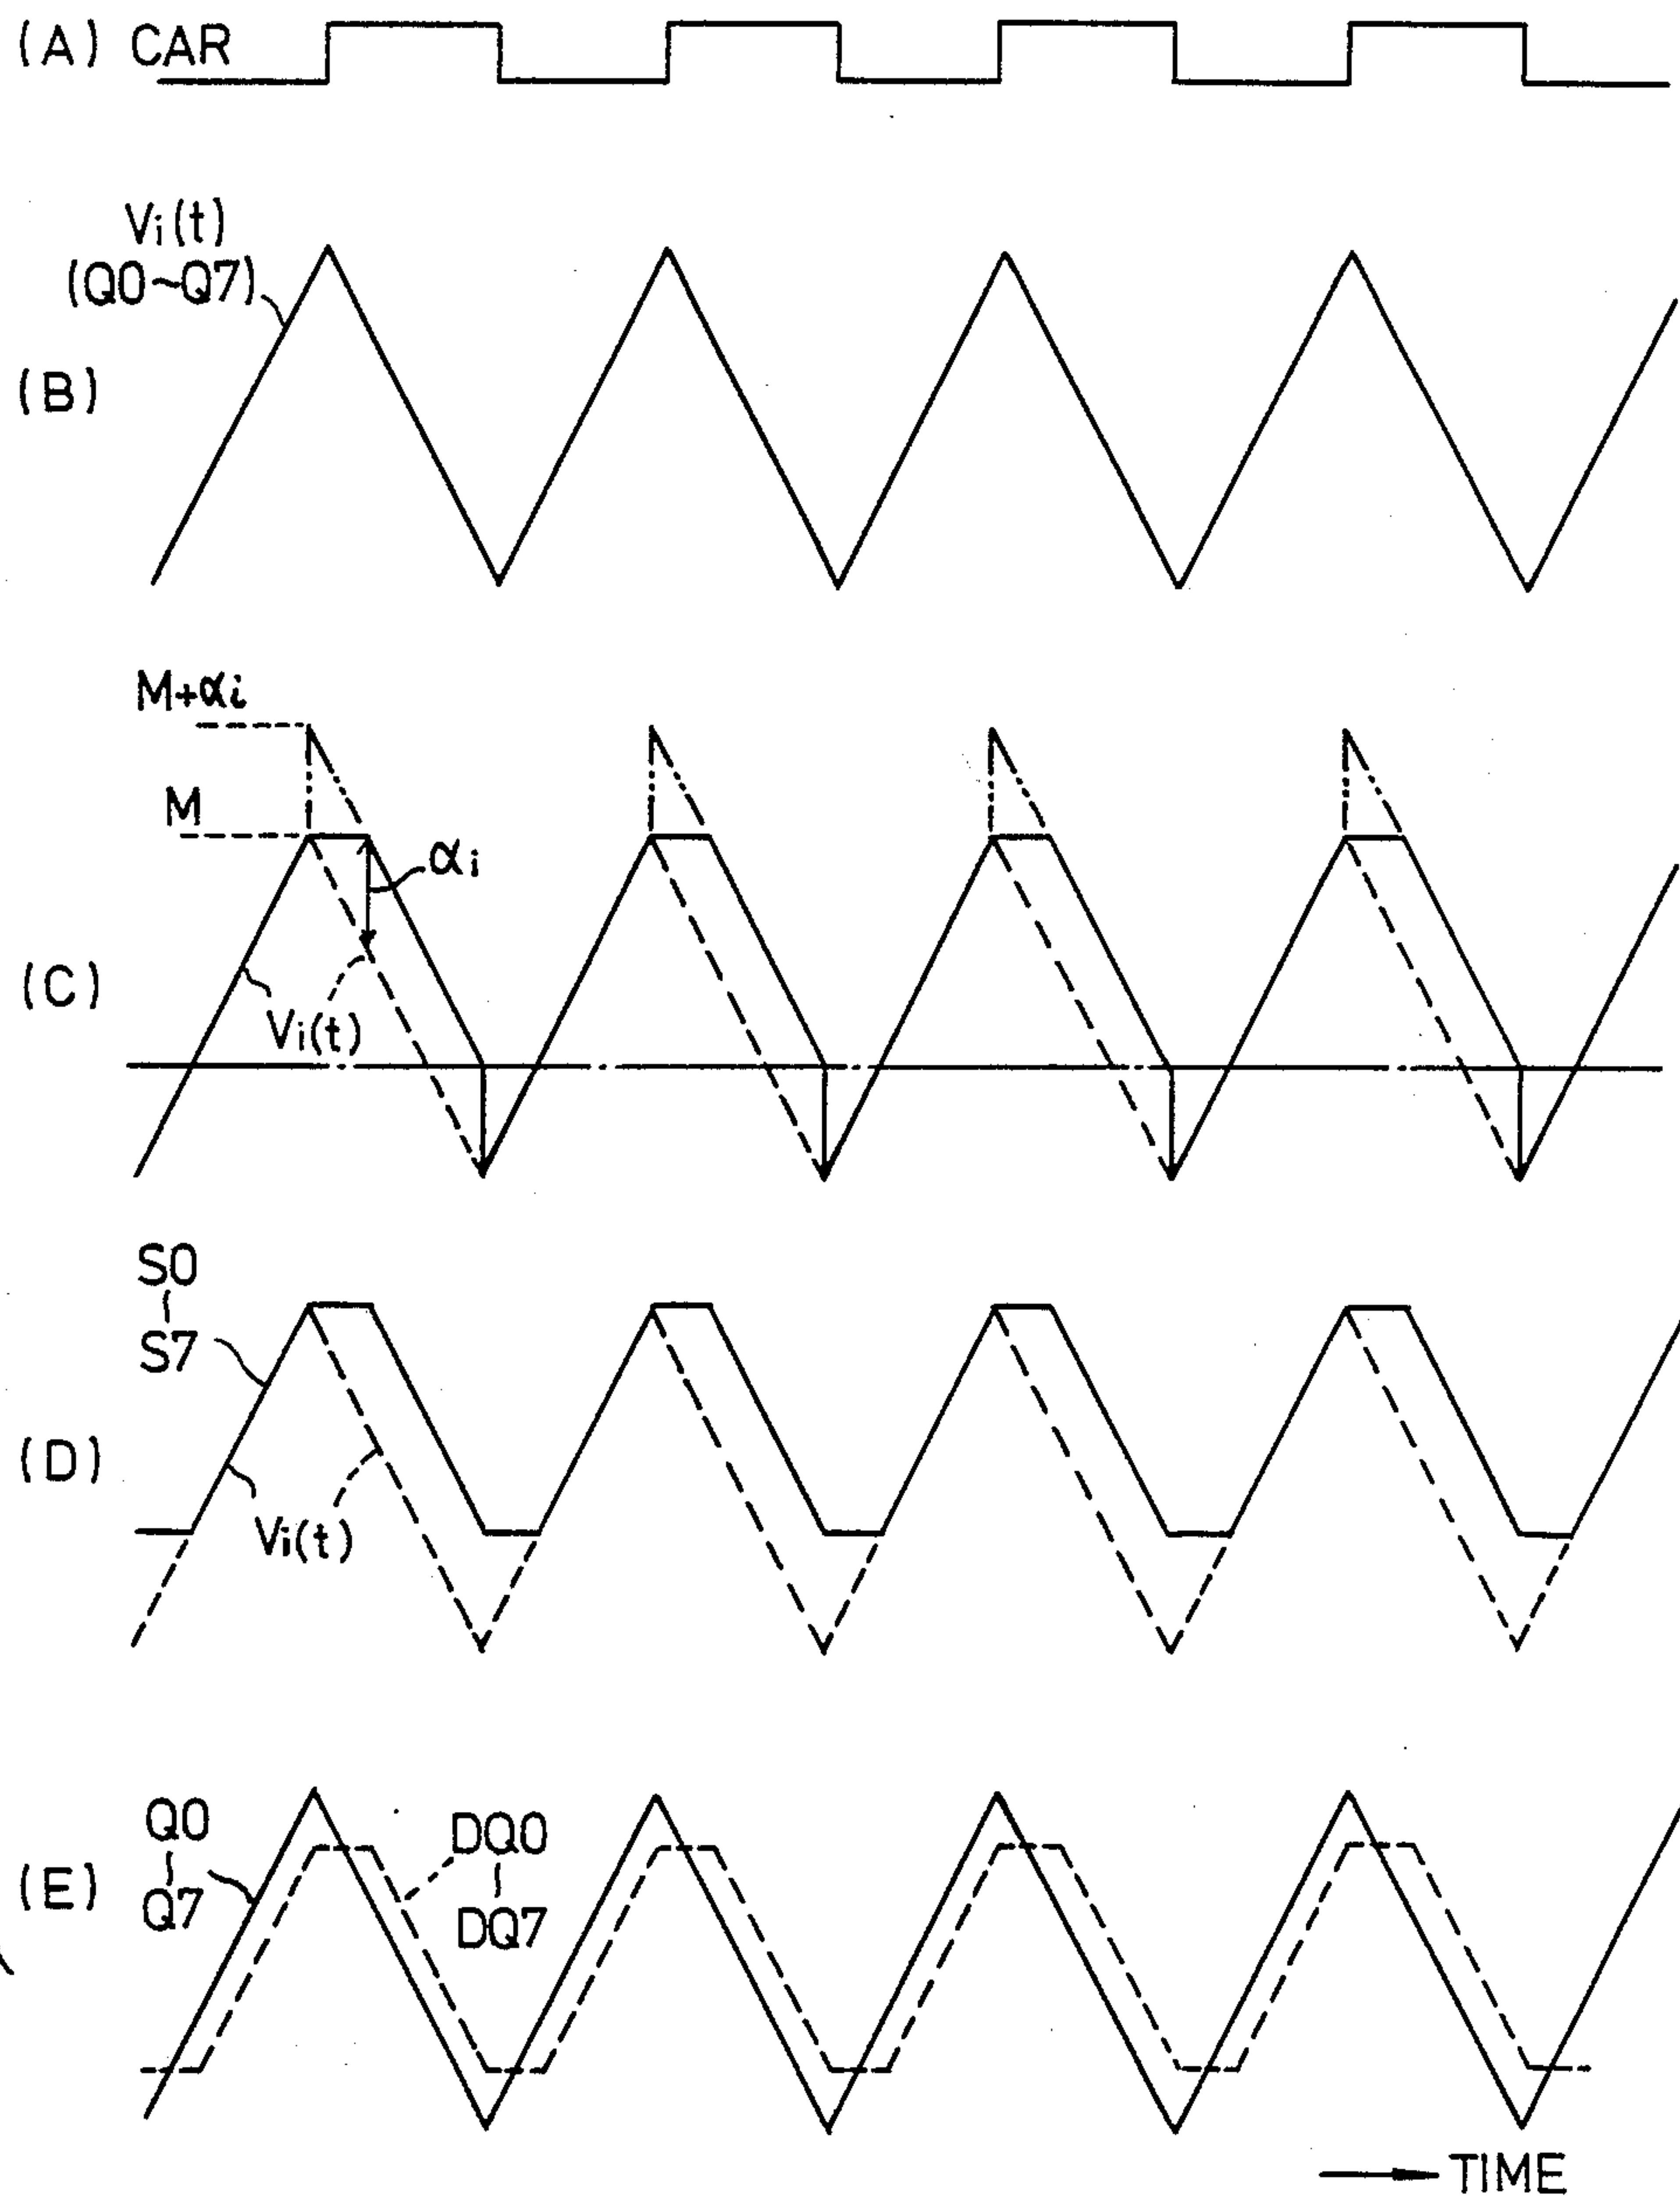 (A) CAR
Vi(t)
(Q0~Q7)
(B)
M+αi
M
αi
(C)
Vi(t)
S0
S7
(D)
Vi(t)
Q0
DQ0
(E)
Q7
DQ7
TIME